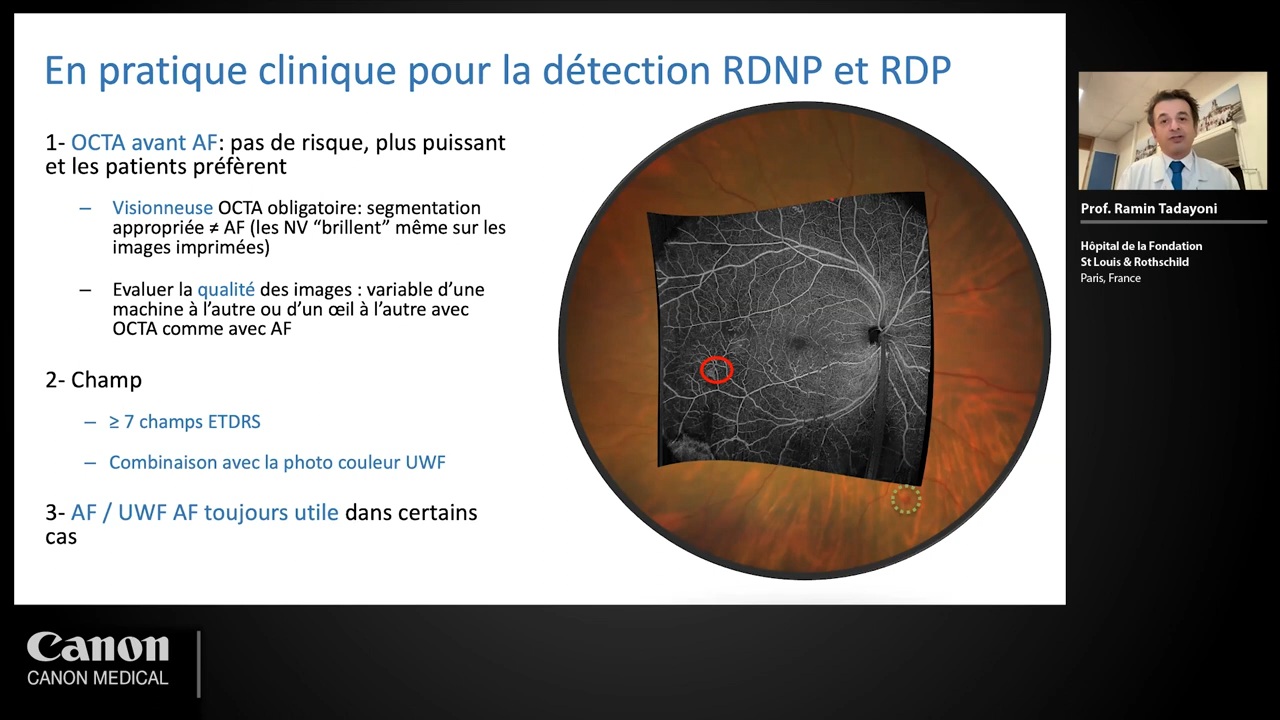 En pratique clinique pour la détection RDNP et RDP
1- OCTA avant AF: pas de risque, plus puissant
et les patients préfèrent
– Visionneuse OCTA obligatoire: segmentation
appropriée ≠ AF (les NV “brillent” même sur les
images imprimées)
– Evaluer la qualité des images : variable d’une
machine à l’autre ou d’un œil à l’autre avec
OCTA comme avec AF
2- Champ
– ≥ 7 champs ETDRS
– Combinaison avec la photo couleur UWF
3- AF / UWF AF toujours utile dans certains
cas
Prof. Ramin Tadayoni
Hôpital de la Fondation
St Louis & Rothschild
Paris, France
Canon
CANON MEDICAL